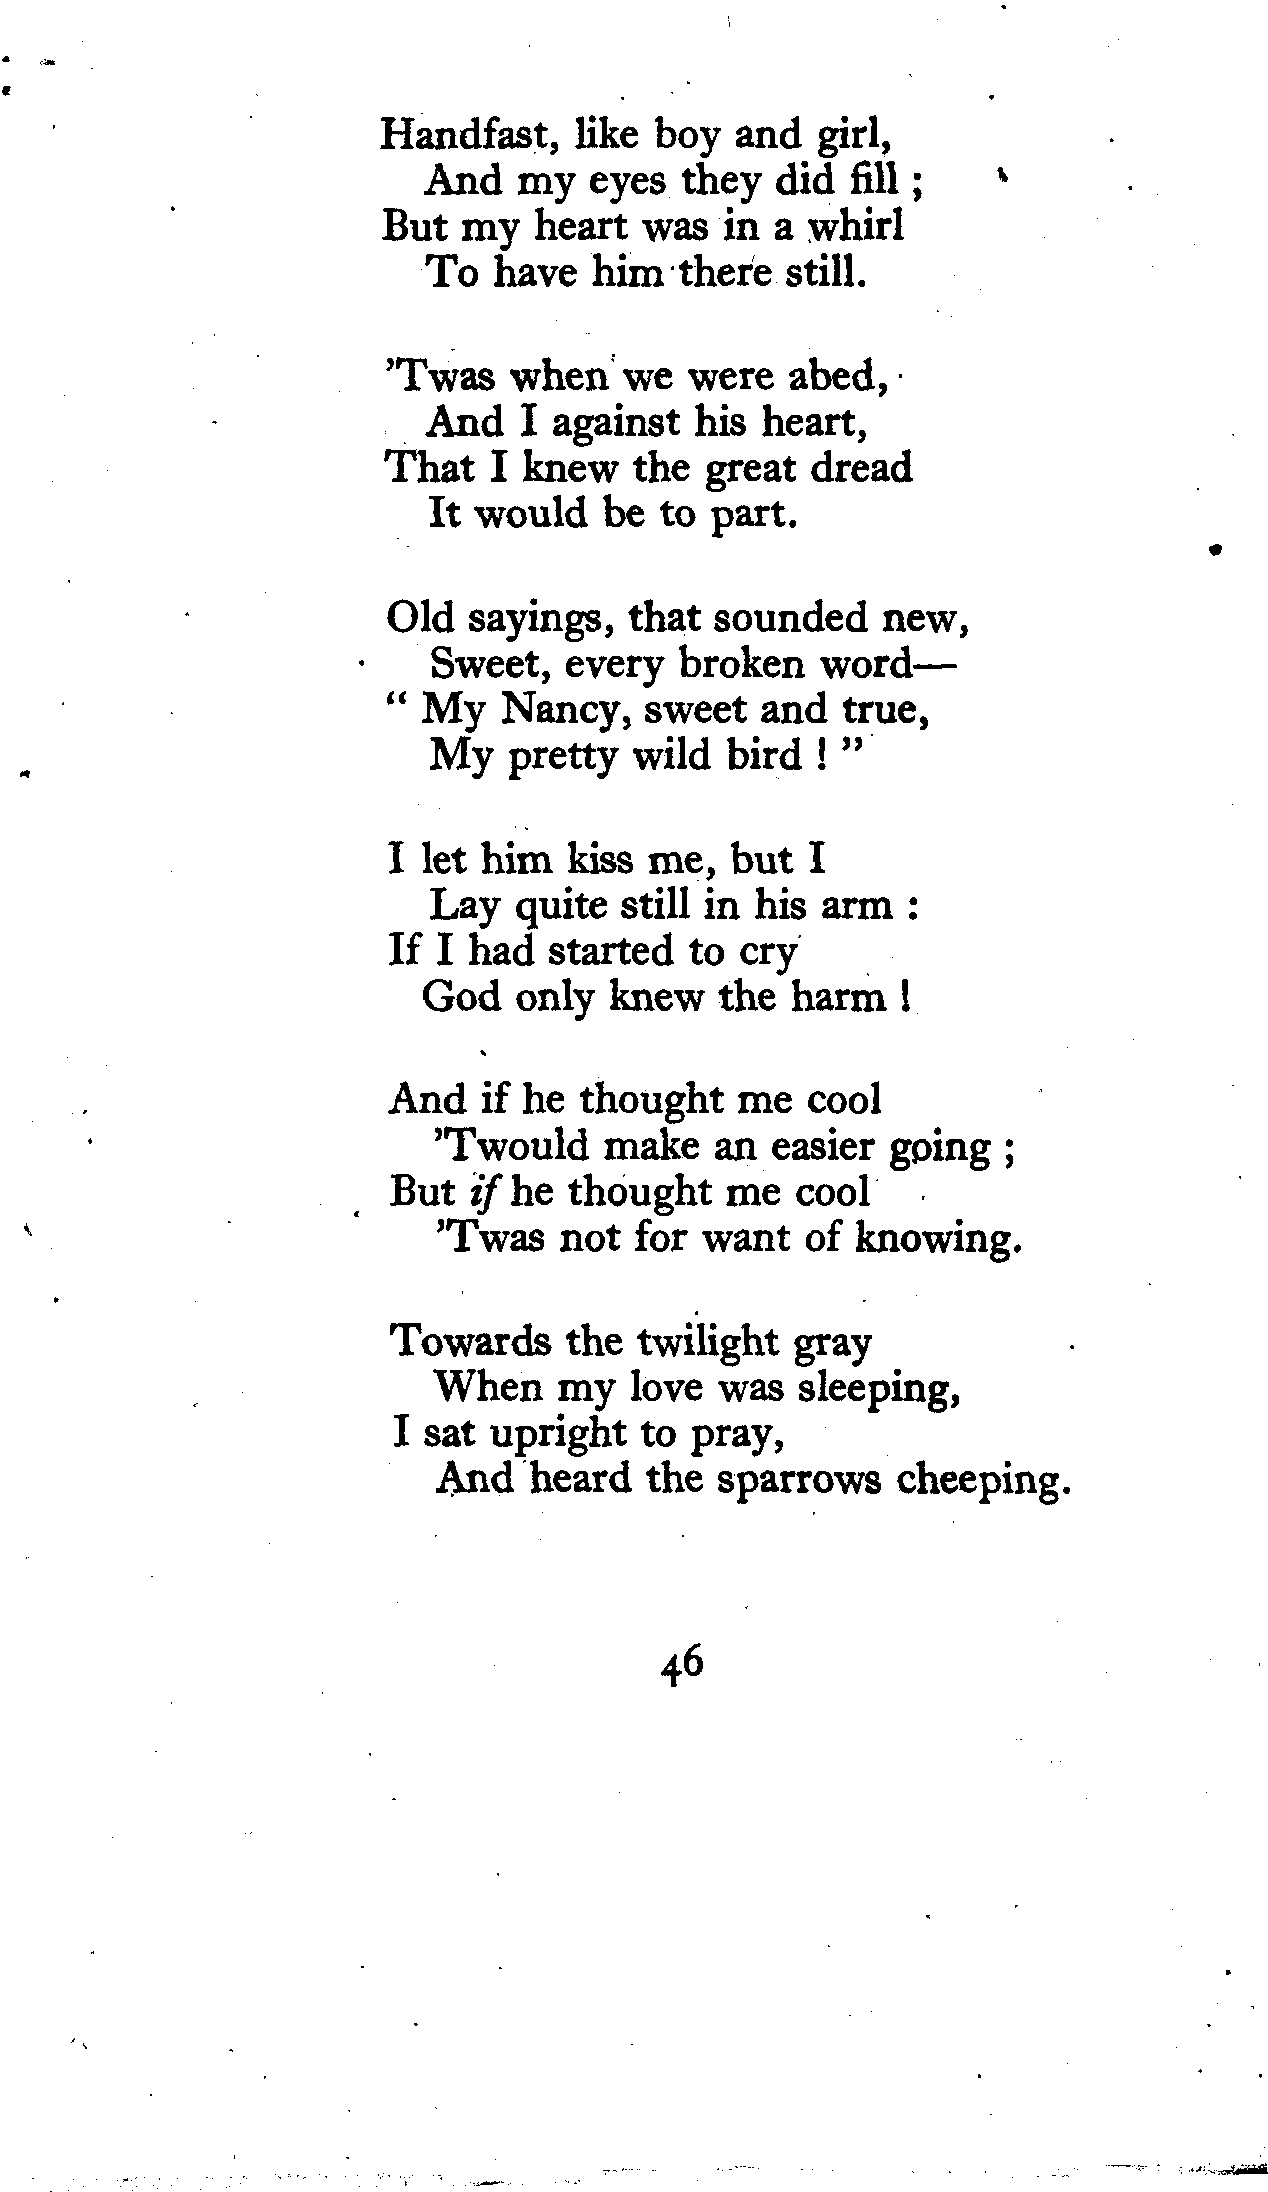 Handfast, like boy and girl,
And my eyes they did fill ;
But my heart was in a whirl
To have him there still.

'Twas when we were abed,
And I against his heart,
That I knew the great dread
It would be to part.

Old sayings, that sounded new,
Sweet, every broken word—
“ My Nancy, sweet and true,
My pretty wild bird ! ”

I let him kiss me, but I
Lay quite still in his arm :
If I had started to cry
God only knew the harm !

And if he thought me cool
'Twould make an easier going ;
But if he thought me cool
'Twas not for want of knowing.

Towards the twilight gray
When my love was sleeping,
I sat upright to pray,
And heard the sparrows cheeping.

46